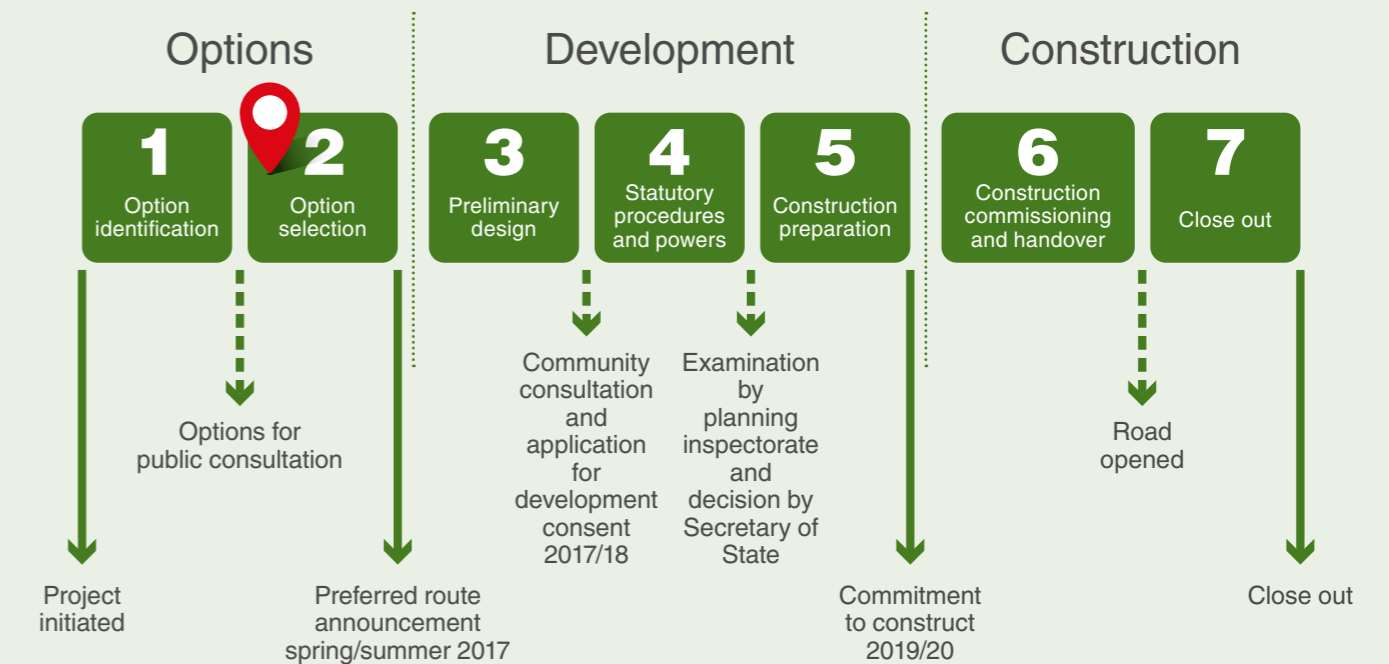 Options
Development
Construction
1
Option
identification
2
Option
selection
3
Preliminary
design
4
Statutory
procedures
and powers
5
Construction
preparation
6
Construction
commissioning
and handover
7
Close out
Project
initiated
Options for
public consultation
Preferred route
announcement
spring/summer 2017
Community
consultation
and
application
for
development
consent
2017/18
Examination
by
planning
inspectorate
and
decision by
Secretary of
State
Commitment
to construct
2019/20
Road
opened
Close out